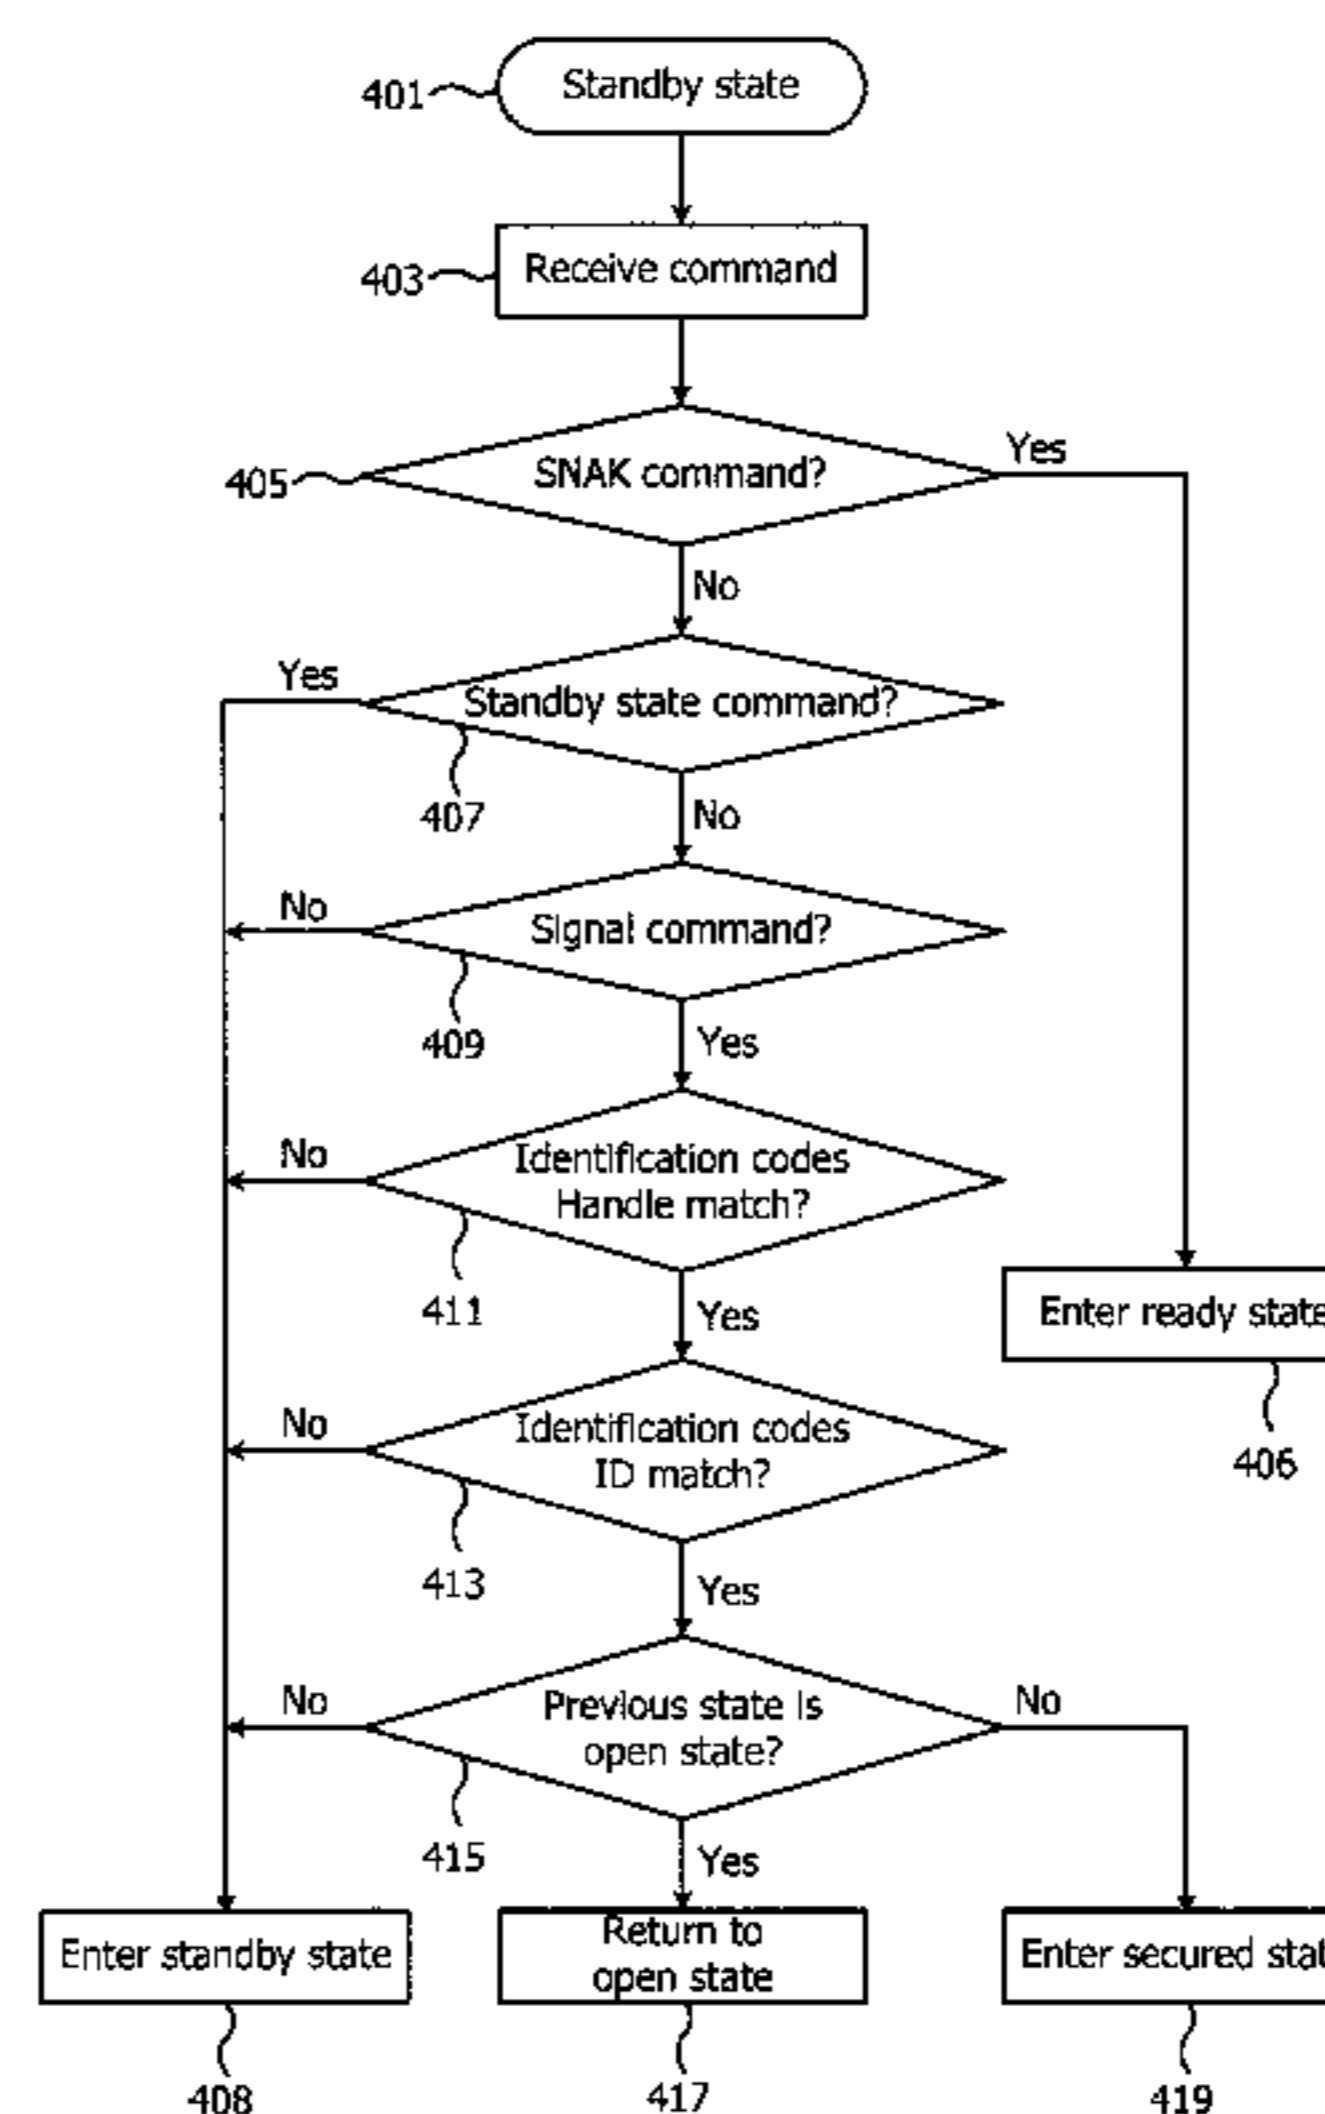 Standby state
401
Receive command
403
SNAK command?
Yes
405
No
Yes
Standby state command?
407
No
No
Signal command?
409
Yes
No
Identification codes
Handle match?
411
Yes
Enter ready state
406
No
Identification codes
ID match?
413
Yes
No
Previous state is
open state?
No
415
Yes
Enter standby state
Return to
open state
Enter secured stat
408
417
419